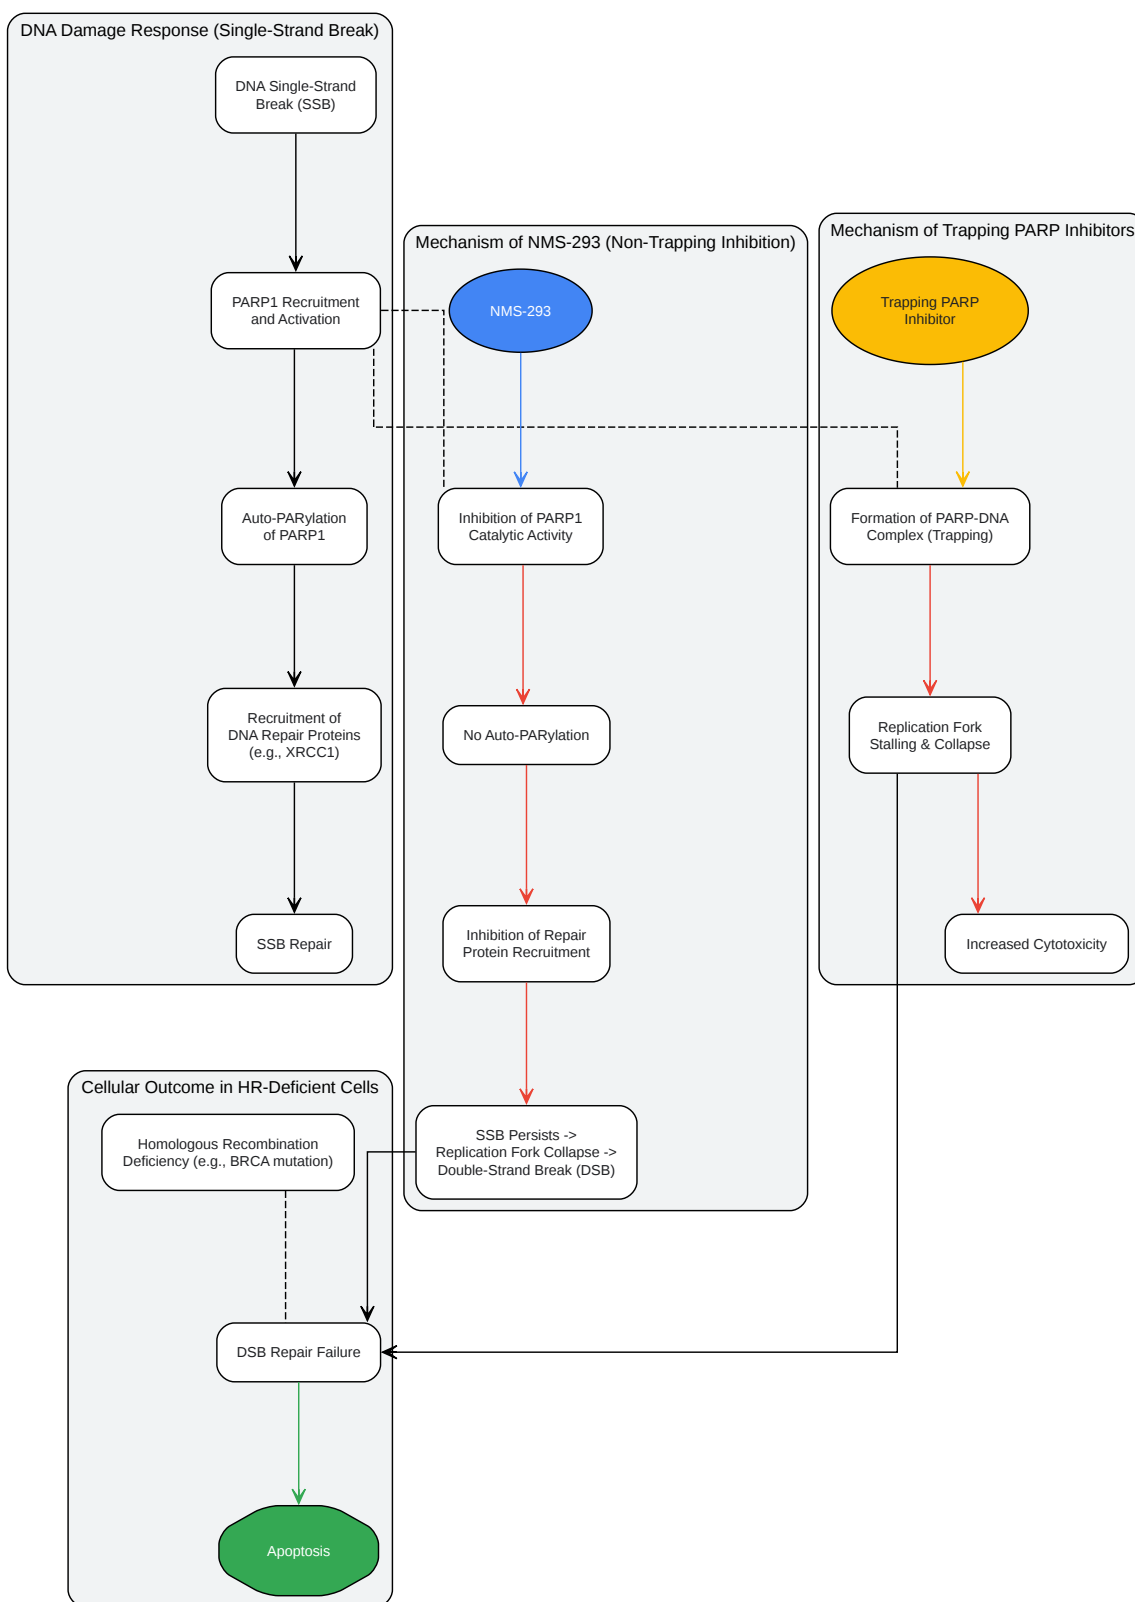 DNA Damage Response (Single-Strand Break)
DNA Single-Strand
Break (SSB)
PARP1 Recruitment
and Activation
Auto-PARylation
of PARP1
Recruitment of
DNA Repair Proteins
(e.g., XRCC1)
SSB Repair
Mechanism of NMS-293 (Non-Trapping Inhibition)
NMS-293
Inhibition of PARP1
Catalytic Activity
No Auto-PARylation
Inhibition of Repair
Protein Recruitment
SSB Persists ->
Replication Fork Collapse ->
Double-Strand Break (DSB)
Mechanism of Trapping PARP Inhibitors
Trapping PARP
Inhibitor
Formation of PARP-DNA
Complex (Trapping)
Replication Fork
Stalling & Collapse
Increased Cytotoxicity
Cellular Outcome in HR-Deficient Cells
Homologous Recombination
Deficiency (e.g., BRCA mutation)
DSB Repair Failure
Apoptosis